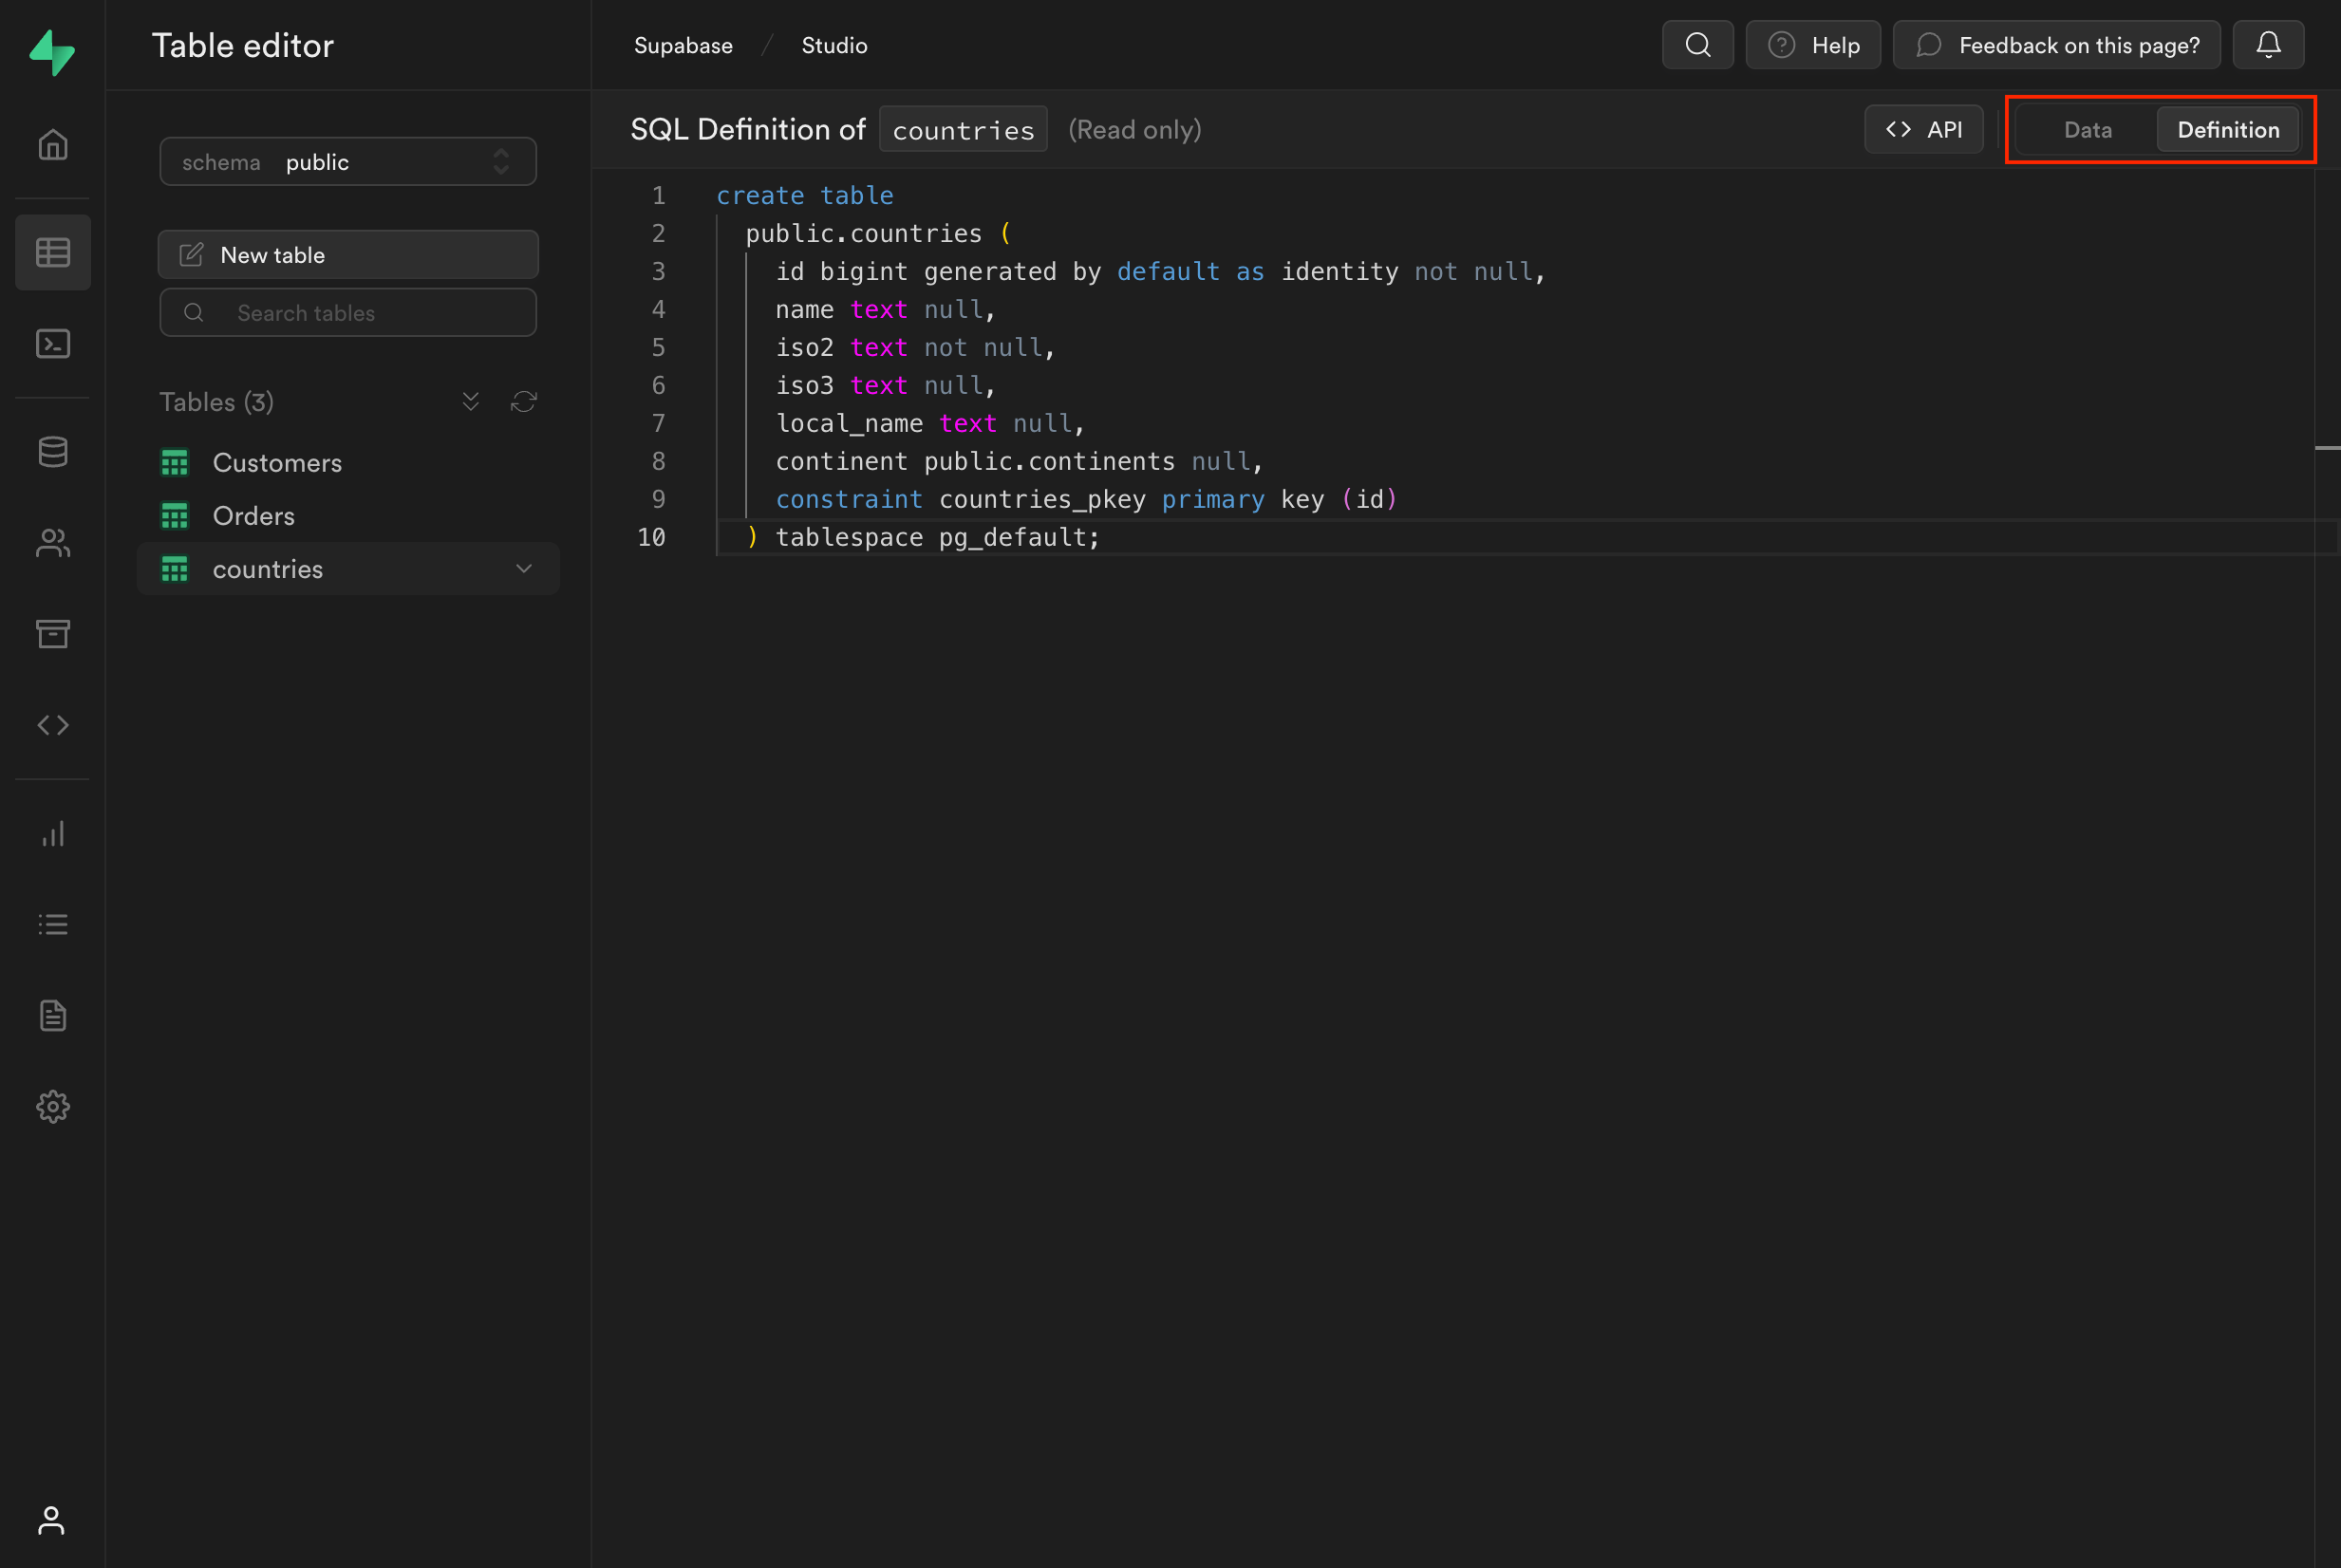 Table editor
Supabase / Studio
Help
Feedback on this page?
schema public
New table
Search tables
Tables (3)
Customers
Orders
countries
SQL Definition of countries (Read only)
<> API
Data
Definition
1 create table
2 public.countries (
3 id bigint generated by default as identity not null,
4 name text null,
5 iso2 text not null,
6 iso3 text null,
7 local_name text null,
8 continent public.continents null,
9 constraint countries_pkey primary key (id)
10 ) tablespace pg_default;